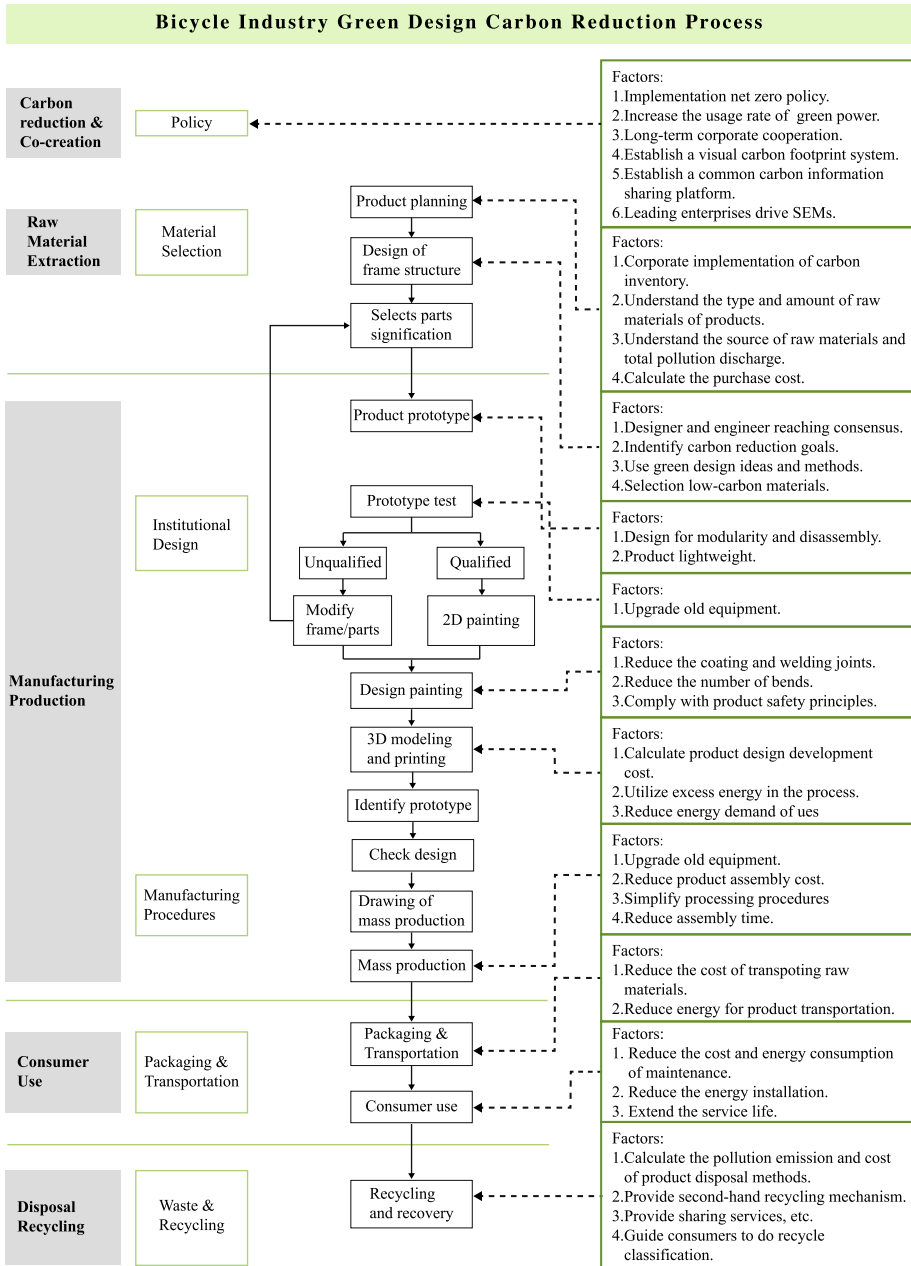 Bicycle Industry Green Design Carbon Reduction Process
Carbon
reduction &
Co-creation
Policy
Factors:
1.Implementation net zero policy.
2.Increase the usage rate of green power.
3.Long-term corporate cooperation.
4.Establish a visual carbon footprint system.
5.Establish a common carbon information
sharing platform.
6.Leading enterprises drive SEMs.
Raw
Material
Extraction
Material
Selection
Product planning
Design of
frame structure
Selects parts
signification
Factors:
1.Corporate implementation of carbon
inventory.
2.Understand the type and amount of raw
materials of products.
3.Understand the source of raw materials and
total pollution discharge.
4.Calculate the purchase cost.
Factors:
1.Designer and engineer reaching consensus.
2.Indentify carbon reduction goals.
3.Use green design ideas and methods.
4.Selection low-carbon materials.
Manufacturing
Production
Institutional
Design
Product prototype
Prototype test
Unqualified
Qualified
Modify
frame/parts
2D painting
Design painting
3D modeling
and printing
Identify prototype
Check design
Manufacturing
Procedures
Drawing of
mass production
Mass production
Factors:
1.Design for modularity and disassembly.
2.Product lightweight.
Factors:
1.Upgrade old equipment.
Factors:
1.Reduce the coating and welding joints.
2.Reduce the number of bends.
3.Comply with product safety principles.
Factors:
1.Calculate product design development
cost.
2.Utilize excess energy in the process.
3.Reduce energy demand of ues
Factors:
1.Upgrade old equipment.
2.Reduce product assembly cost.
3.Simplify processing procedures
4.Reduce assembly time.
Factors:
1.Reduce the cost of transpoting raw
materials.
2.Reduce energy for product transportation.
Consumer
Use
Packaging &
Transportation
Packaging &
Transportation
Consumer use
Factors:
1. Reduce the cost and energy consumption
of maintenance.
2. Reduce the energy installation.
3. Extend the service life.
Disposal
Recycling
Waste &
Recycling
Recycling
and recovery
Factors:
1.Calculate the pollution emission and cost
of product disposal methods.
2.Provide second-hand recycling mechanism.
3.Provide sharing services, etc.
4.Guide consumers to do recycle
classification.